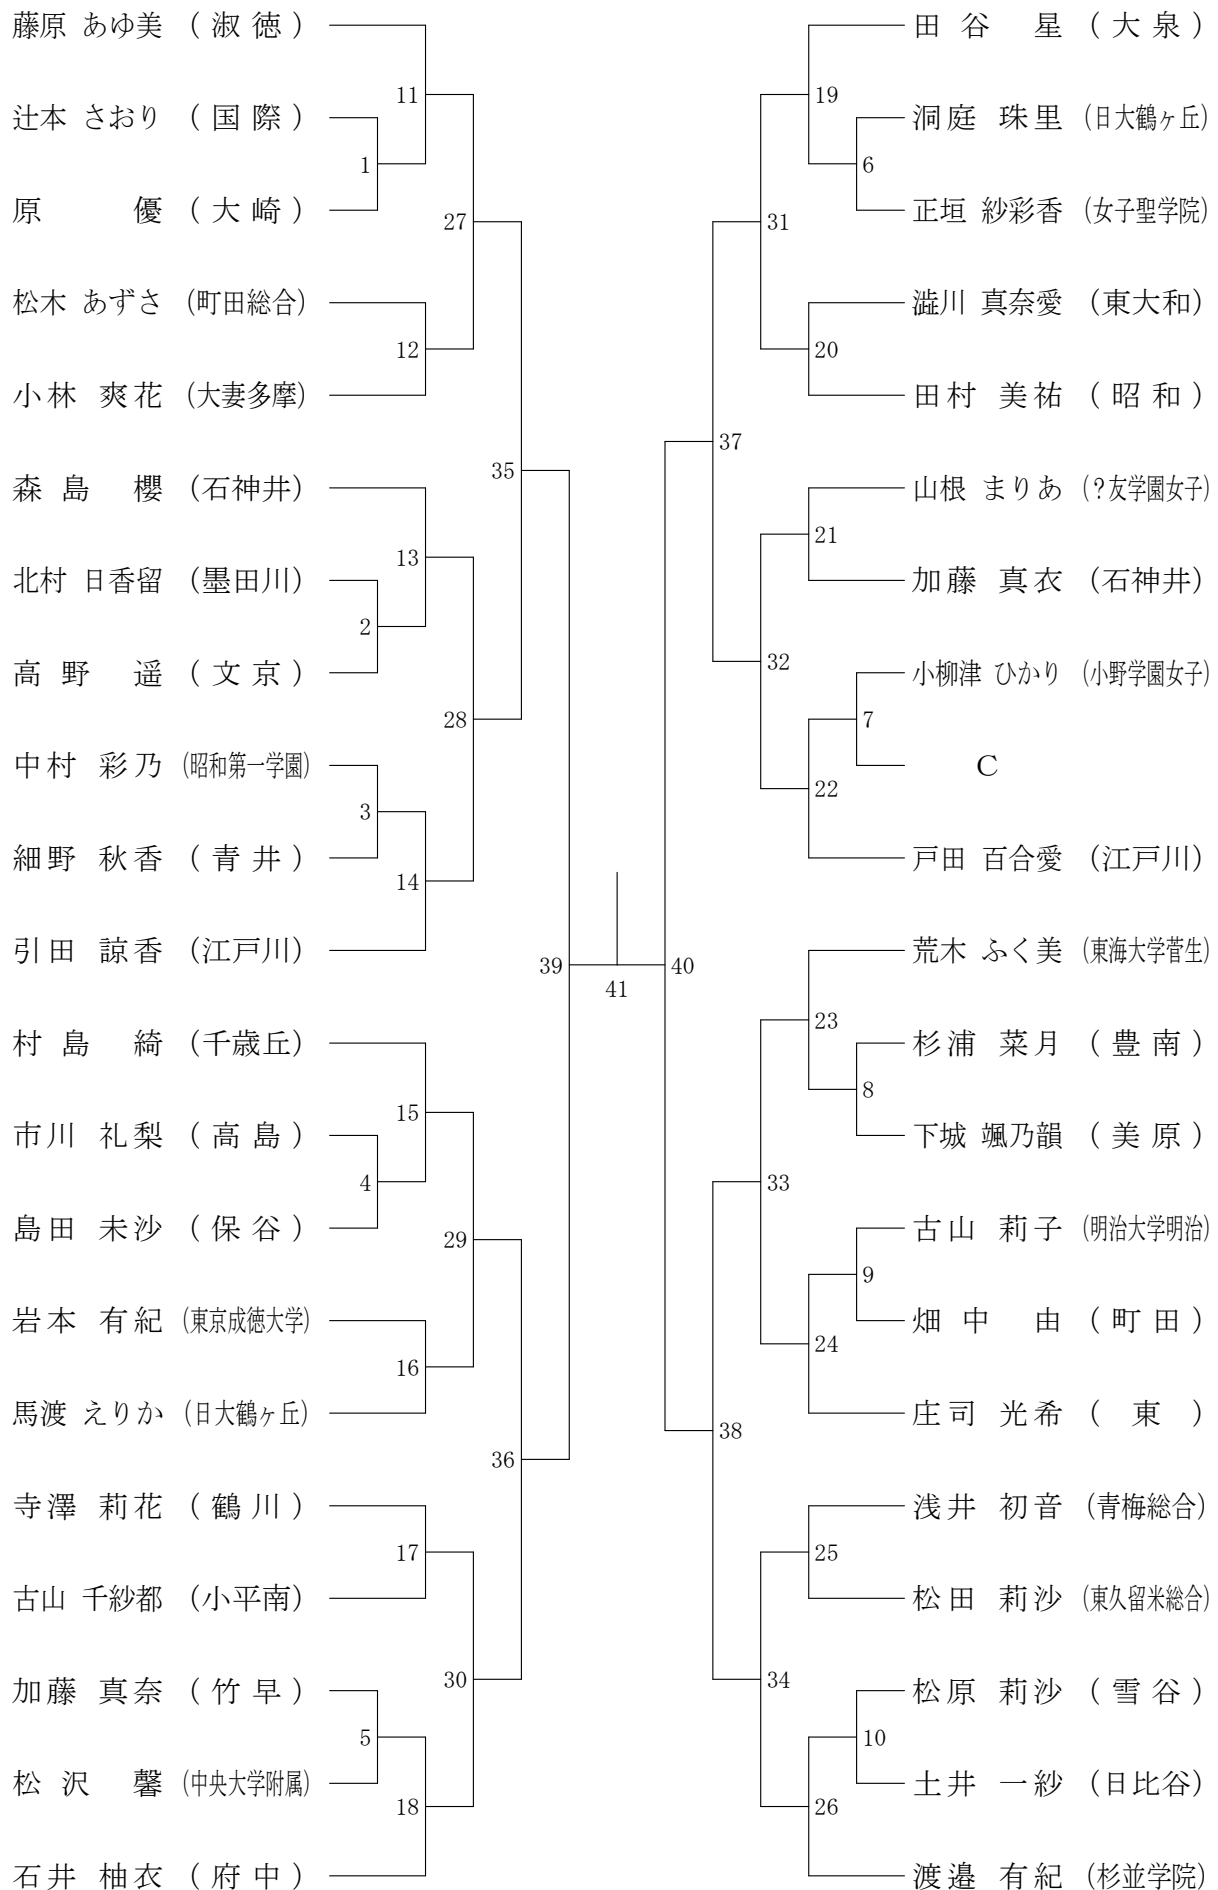 藤原 あゆ美 (淑徳)
辻本 さおり (国際)
原 優 (大崎)
松木 あずさ (町田総合)
小林 爽花 (大妻多摩)
森島 櫻 (石神井)
北村 日香留 (墨田川)
高野 遥 (文京)
中村 彩乃 (昭和第一学園)
細野 秋香 (青井)
引田 諒香 (江戸川)
村島 綺 (千歳丘)
市川 礼梨 (高島)
島田 未沙 (保谷)
岩本 有紀 (東京成徳大学)
馬渡 えりか (日大鶴ヶ丘)
寺澤 莉花 (鶴川)
古山 千紗都 (小平南)
加藤 真奈 (竹早)
松沢 馨 (中央大学附属)
石井 柚衣 (府中)
1
2
3
4
5
11
12
13
14
15
16
17
18
27
28
29
30
35
36
39
41
40
37
38
31
32
33
34
19
20
21
22
23
24
25
26
6
7
8
9
10
田谷 星 (大泉)
洞庭 珠里 (日大鶴ヶ丘)
正垣 紗彩香 (女子聖学院)
澁川 真奈愛 (東大和)
田村 美祐 (昭和)
山根 まりあ (?友学園女子)
加藤 真衣 (石神井)
小柳津 ひかり (小野学園女子)
C
戸田 百合愛 (江戸川)
荒木 ふく美 (東海大学菅生)
杉浦 菜月 (豊南)
下城 颯乃韻 (美原)
古山 莉子 (明治大学明治)
畑中 由 (町田)
庄司 光希 (東)
浅井 初音 (青梅総合)
松田 莉沙 (東久留米総合)
松原 莉沙 (雪谷)
土井 一紗 (日比谷)
渡邉 有紀 (杉並学院)